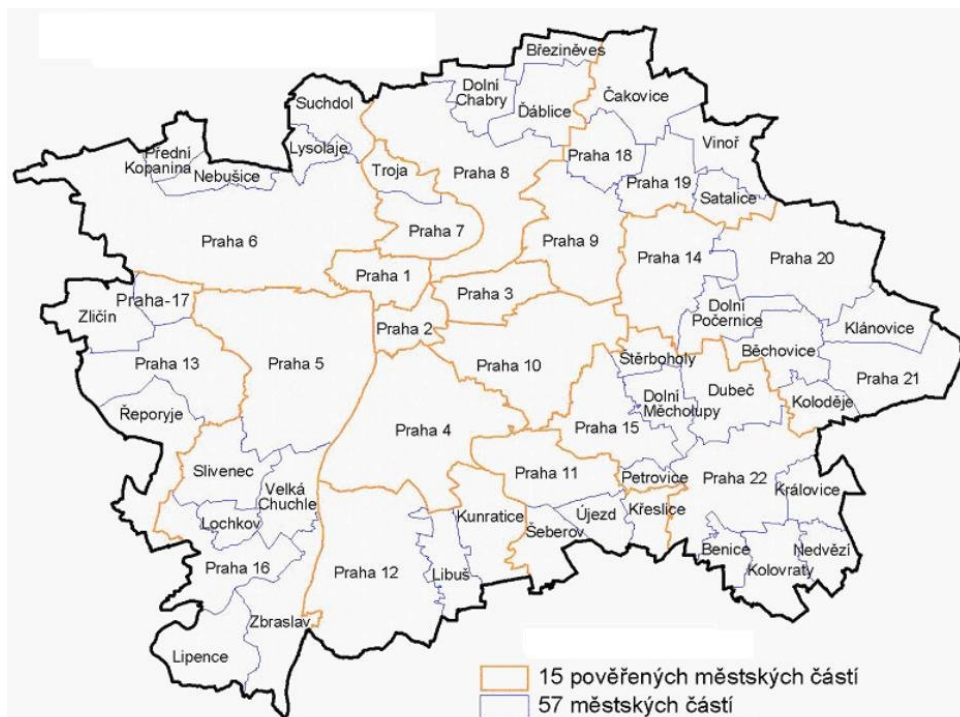 Březiněves
Dolní
Chabry
Suchdol
Čakovice
Ďáblice
Vinoř
Přední
Kopanina
Lysolaje
Praha 18
Nebušice
Troja
Praha 8
Praha 19
Satalice
Praha 6
Praha 7
Praha 9
Praha 14
Praha 20
Praha 1
Praha-17
Praha 3
Zličín
Dolní
Počernice
Praha 2
Klánovice
Běchovice
Praha 13
Praha 5
Praha 10
Štěrboholy
Praha 21
Dubeč
Koloděje
Dolní
Měcholupy
Řeporyje
Praha 4
Praha 15
Slivenec
Praha 11
Petrovice
Praha 22
Královice
Velká
Chuchle
Lochkov
Kunratice
Újezd
Křeslice
Šeberov
Benice
Nedvězí
Kolovraty
Praha 16
Praha 12
Libuš
Zbraslav
Lipence
15 pověřených městských částí
57 městských částí